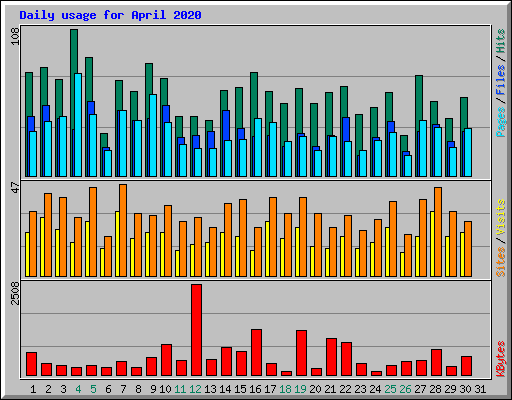 Daily usage for April 2020
108
Pages / Files / Hits
47
Sites / Visits
2508
KBytes
1 2 3 4 5 6 7 8 9 10 11 12 13 14 15 16 17 18 19 20 21 22 23 24 25 26 27 28 29 30 31